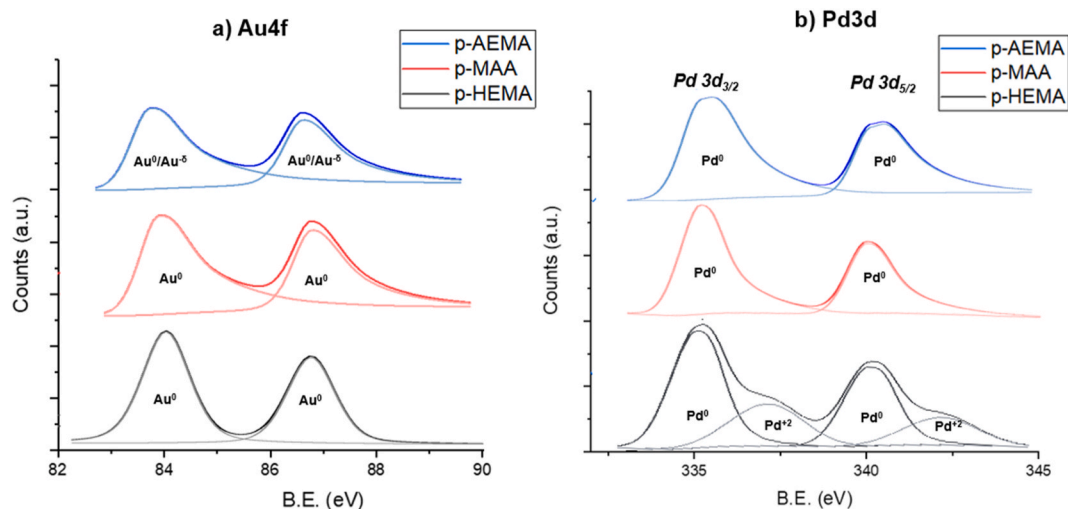 a) Au4f
p-AEMA
p-MAA
p-HEMA
Au⁰/Au⁻ᵟ
Au⁰/Au⁻ᵟ
Au⁰
Au⁰
Au⁰
Au⁰
Counts (a.u.)
82 84 86 88 90
B.E. (eV)
b) Pd3d
p-AEMA
p-MAA
p-HEMA
Pd 3d₃/₂
Pd 3d₅/₂
Pd⁰
Pd⁰
Pd⁰
Pd⁰
Pd⁰
Pd⁺²
Pd⁰
Pd⁺²
Counts (a.u.)
335 340 345
B.E. (eV)